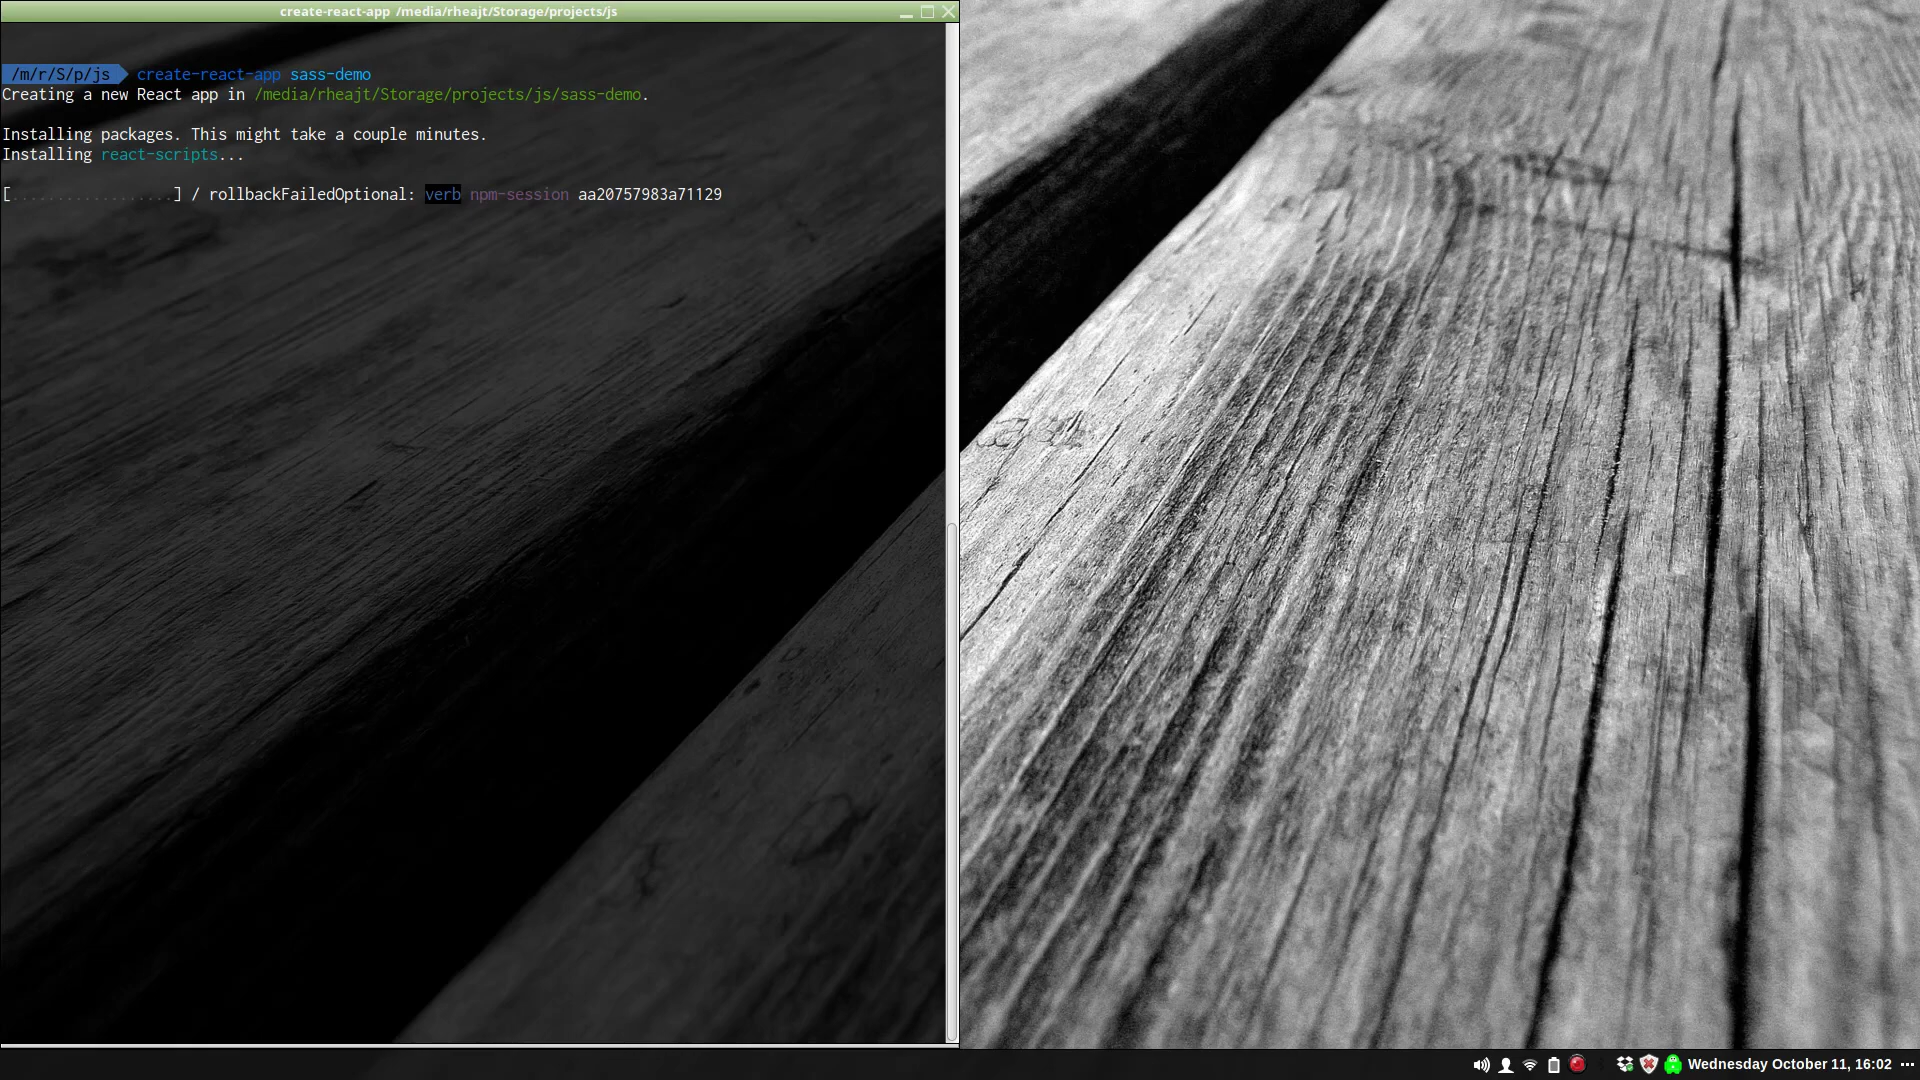 create-react-app /media/rheajt/Storage/projects/js
/m/r/S/p/js create-react-app sass-demo
Creating a new React app in /media/rheajt/Storage/projects/js/sass-demo.
Installing packages. This might take a couple minutes.
Installing react-scripts...
[..................] / rollbackFailedOptional: verb npm-session aa20757983a71129
Wednesday October 11, 16:02